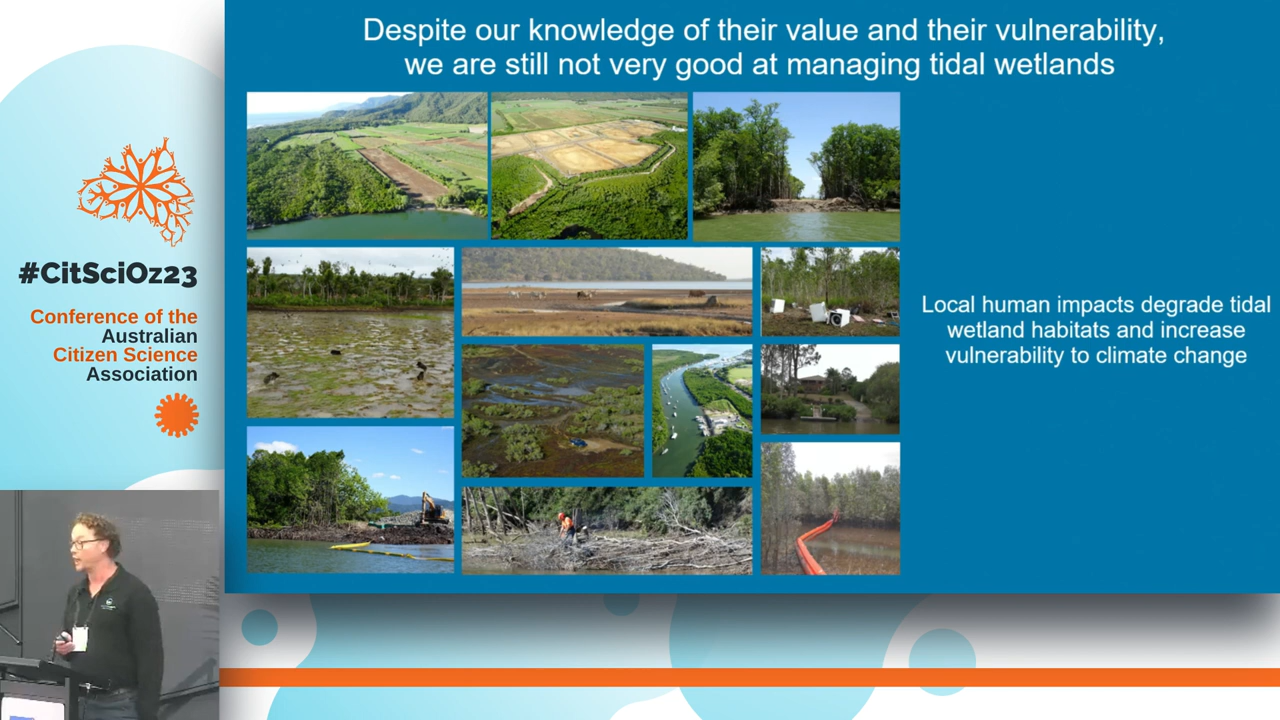 Despite our knowledge of their value and their vulnerability,
we are still not very good at managing tidal wetlands
#CitSciOz23
Conference of the
Australian
Citizen Science
Association
Local human impacts degrade tidal
wetland habitats and increase
vulnerability to climate change